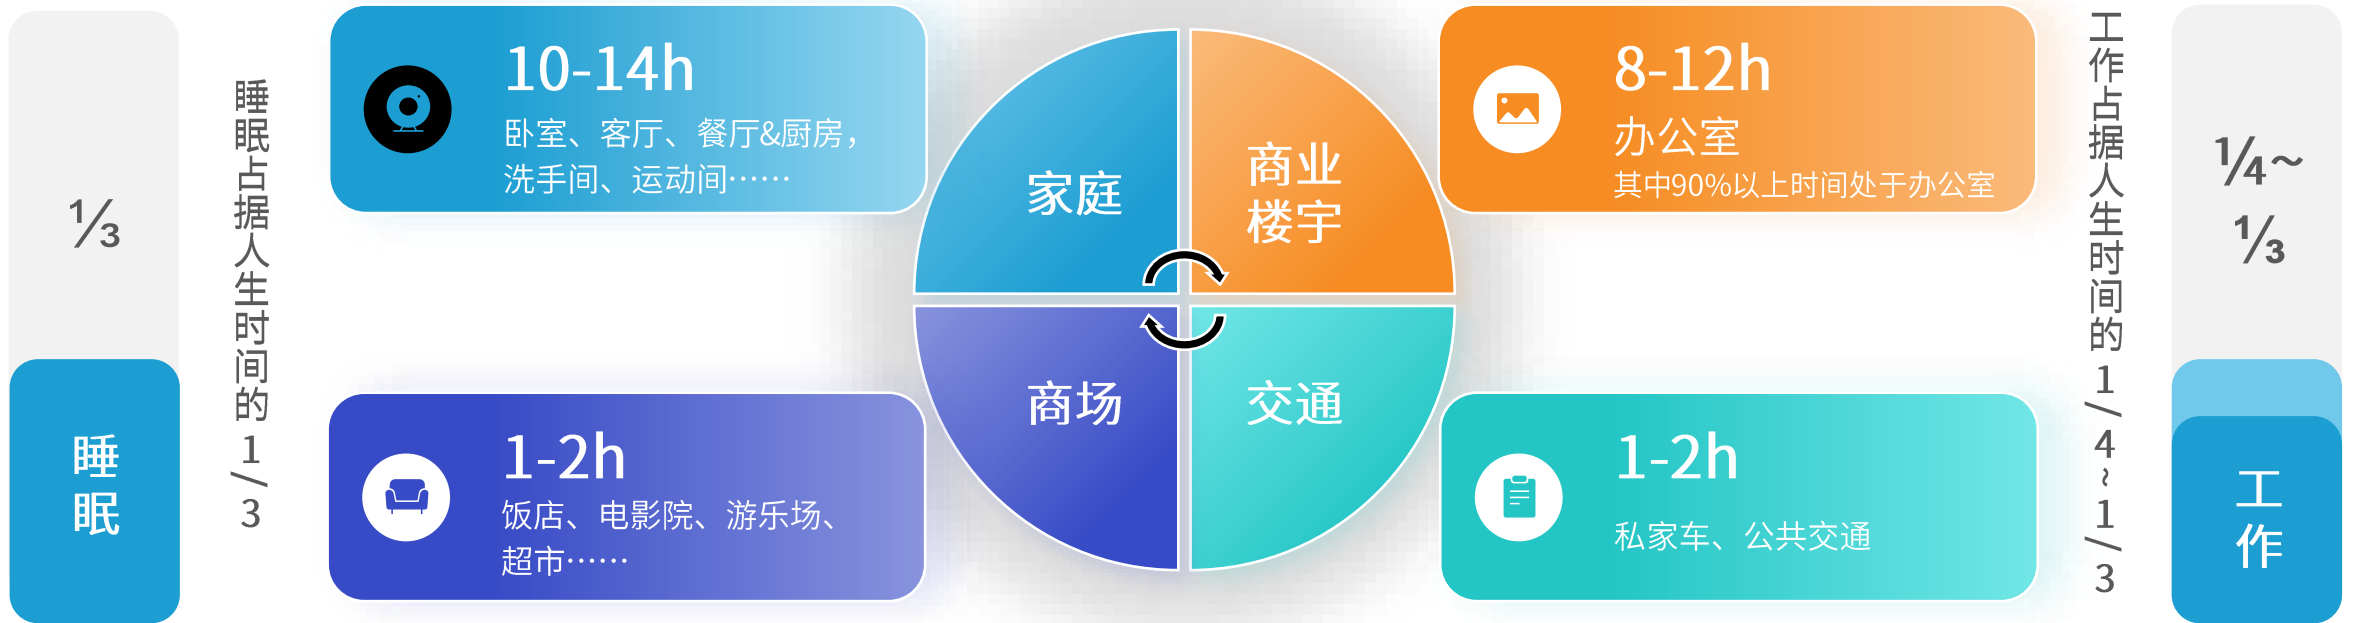 ⅓
睡
眠
睡眠占据人生时间的1/3
10-14h
卧室、客厅、餐厅&厨房，
洗手间、运动间……
1-2h
饭店、电影院、游乐场、
超市……
家庭
商业
楼宇
商场
交通
8-12h
办公室
其中90%以上时间处于办公室
1-2h
私家车、公共交通
工作占据人生时间的1/4~1/3
¼~
⅓
工
作